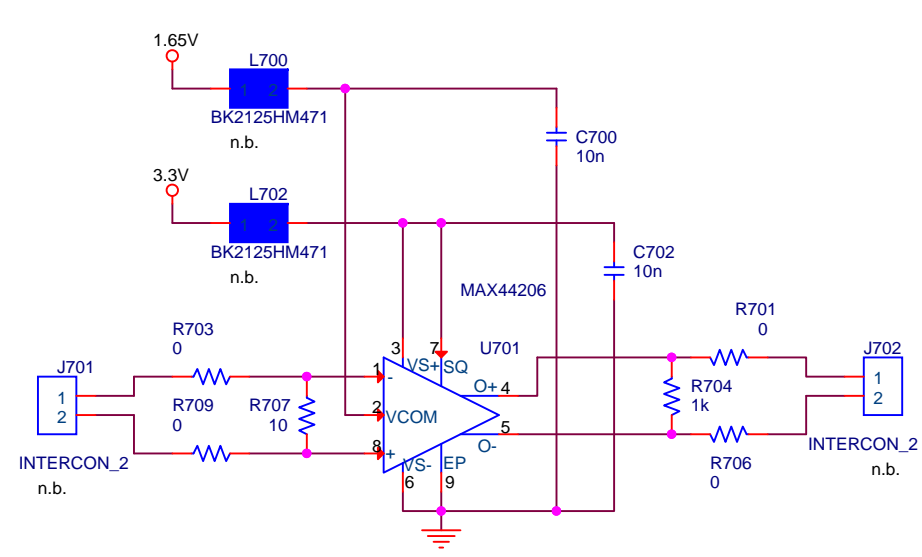 1.65V
L700
1 2
BK2125HM471
n.b.
C700
10n
3.3V
L702
1 2
BK2125HM471
n.b.
C702
10n
MAX44206
R701
0
R703
0
3
7
U701
VS+
SQ
J701
J702
1
-
O+
4
R704
1k
1
2
1
2
R709
0
R707
10
2
VCOM
5
O-
8
+
INTERCON_2
n.b.
VS-
EP
6
9
R706
0
INTERCON_2
n.b.